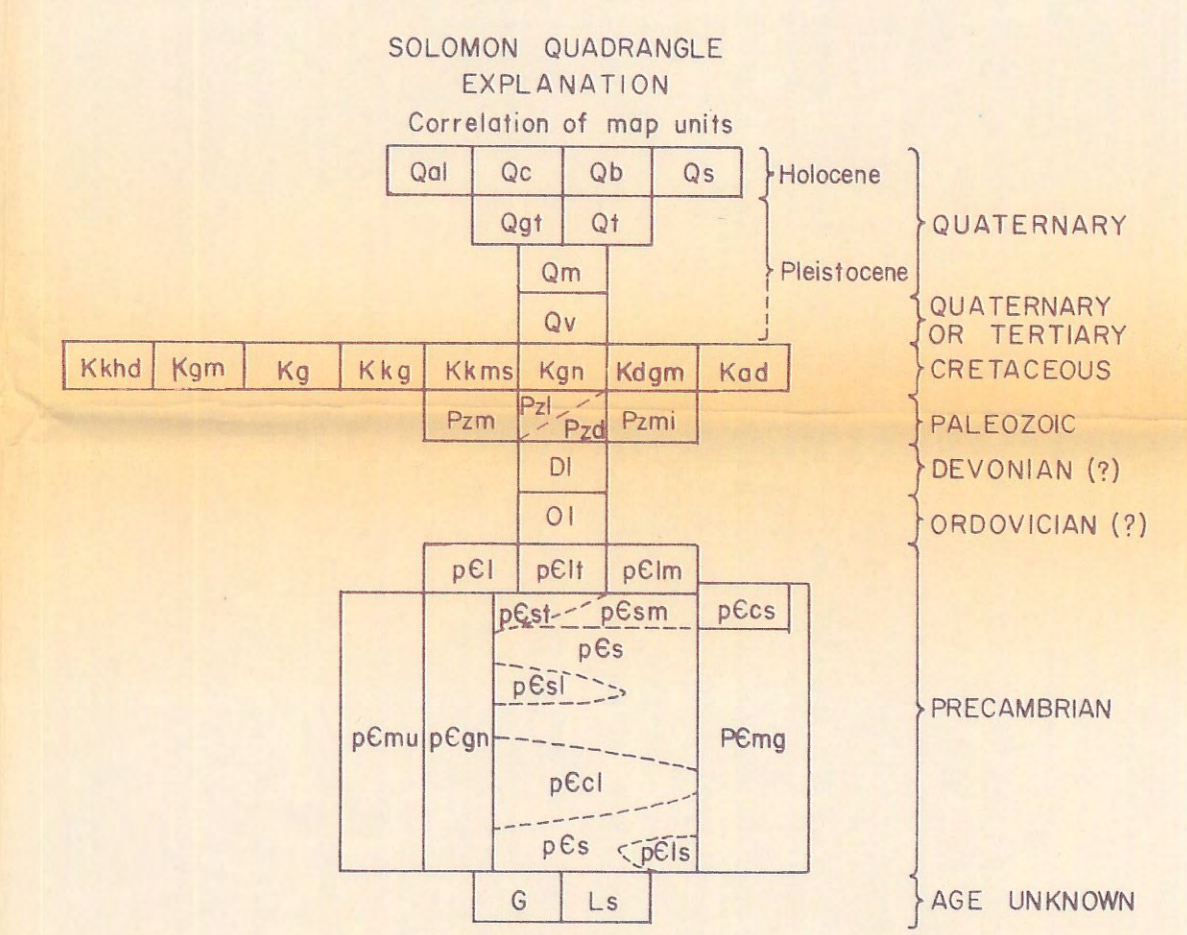 SOLOMON QUADRANGLE
EXPLANATION
Correlation of map units
Qal Qc Qb Qs Holocene
Qgt Qt QUATERNARY
Qm Pleistocene
Qv QUATERNARY
OR TERTIARY
Kkhd Kgm Kg Kkg Kkms Kgn Kdgm Kad CRETACEOUS
Pzm Pzl Pzd Pzmi PALEOZOIC
Dl DEVONIAN (?)
Ol ORDOVICIAN (?)
pЄl pЄlt pЄlm
pЄst pЄsm pЄcs
pЄs
pЄsl
pЄmu pЄgn PЄmg PRECAMBRIAN
pЄcl
pЄs pЄls
G Ls AGE UNKNOWN